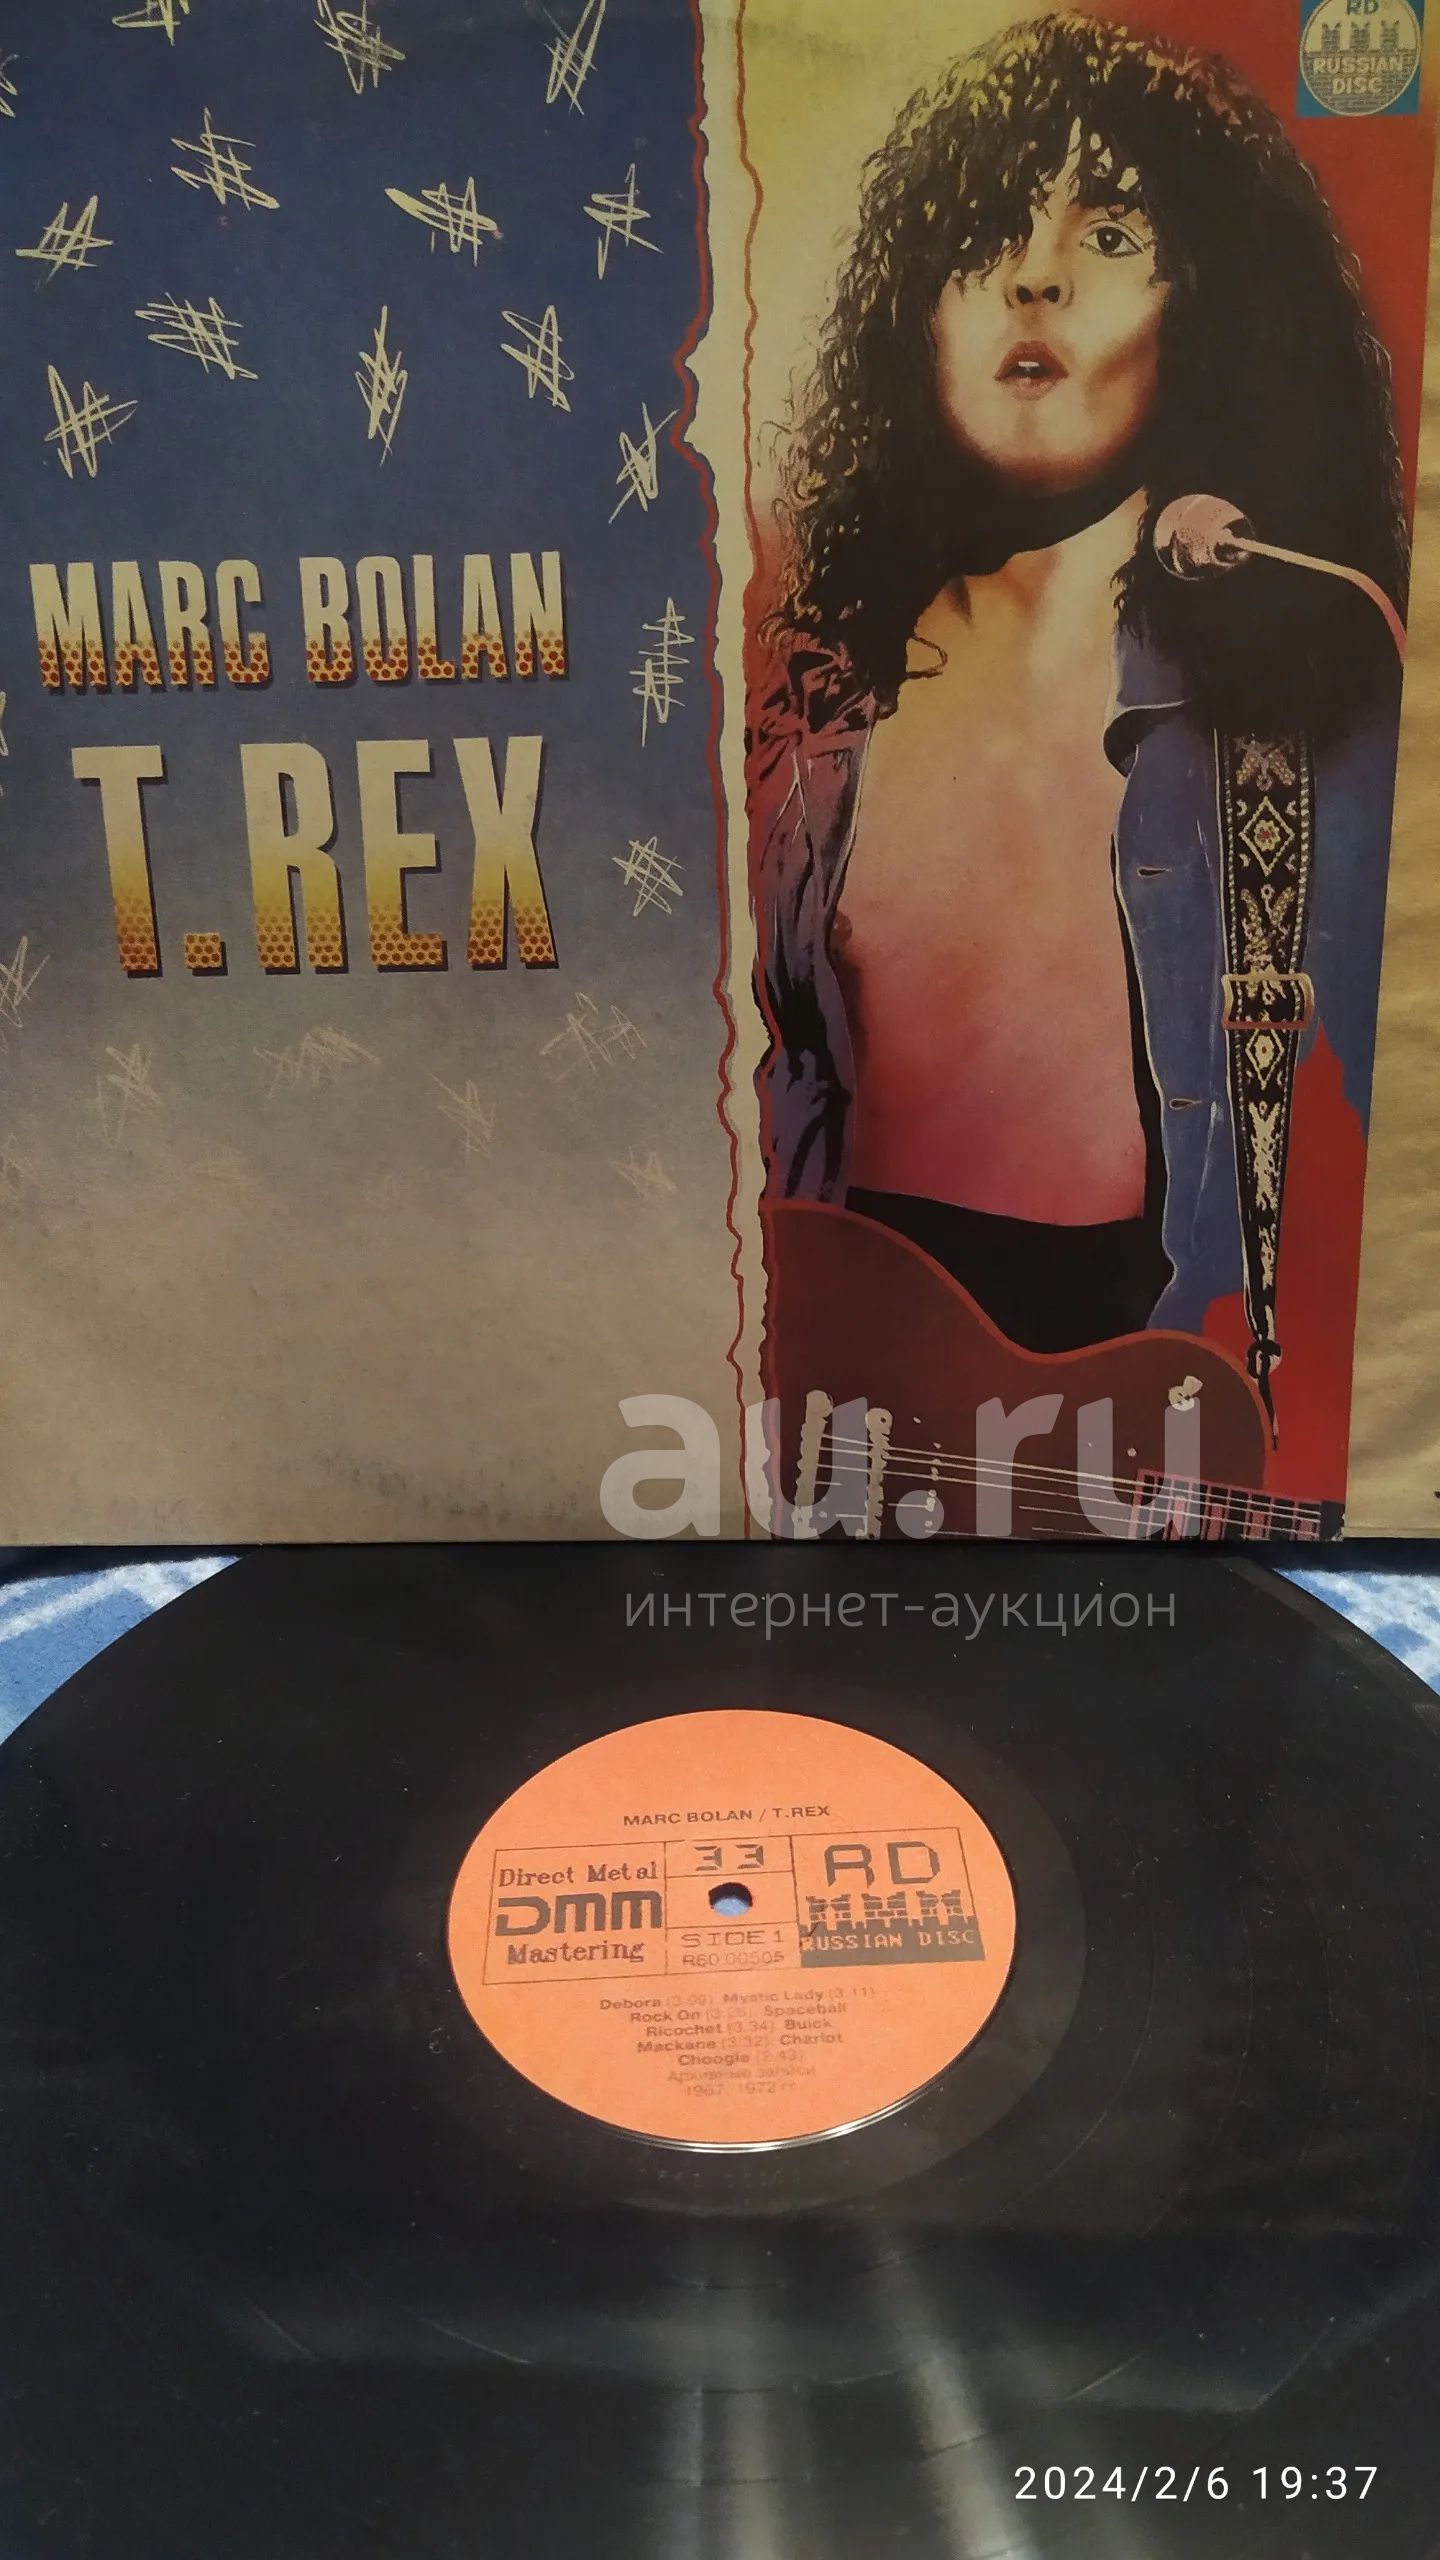 RD
RUSSIAN
DISC
MARC BOLAN
T.REX
au.ru
интернет-аукцион
MARC BOLAN / T.REX
Direct Metal
DMM
Mastering
33
SIDE 1
R60 00505
RD
RUSSIAN DISC
Debora (3.09). Mystic Lady (3.11)
Rock On (3.26). Spaceball
Ricochet (3.34). Buick
Mackane (3.32). Chariot
Choogle (2.43)
Архивные записи
1967, 1972 гг.
2024/2/6 19:37